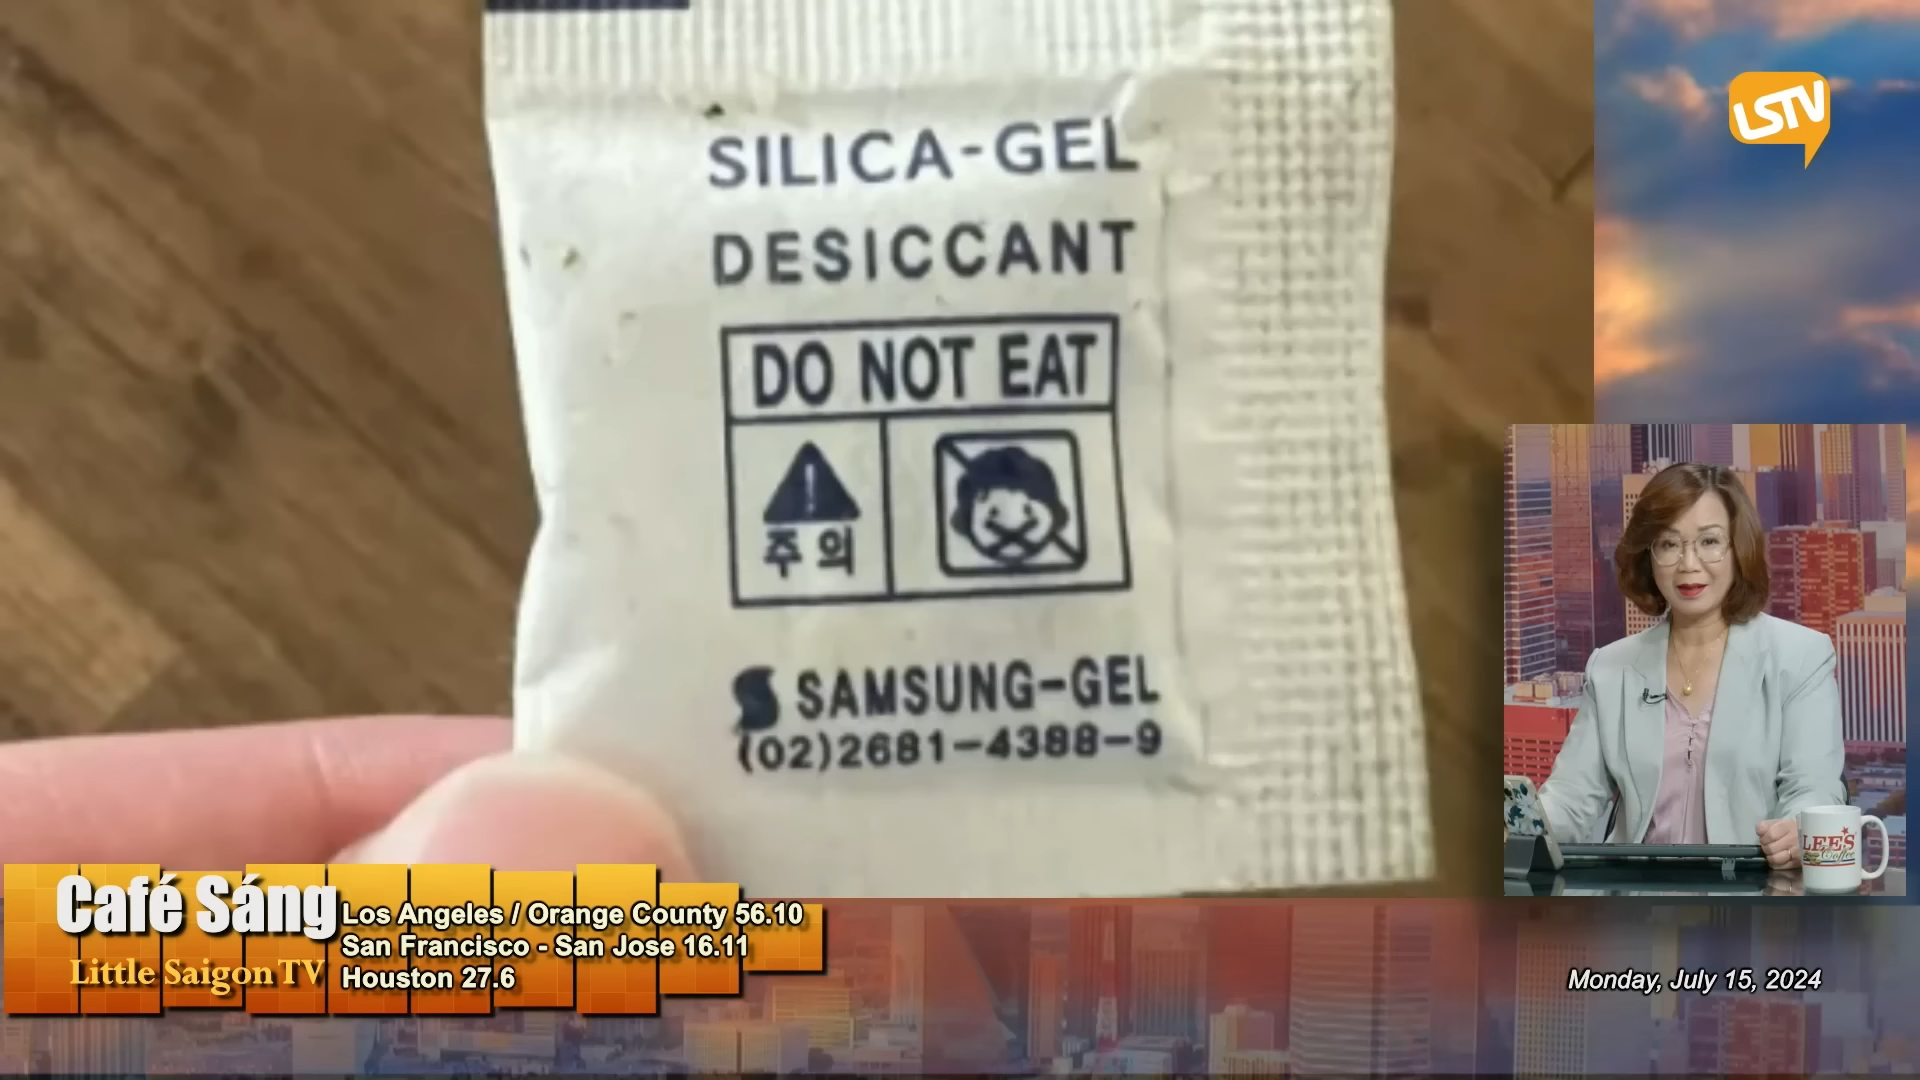 SILICA-GEL
DESICCANT
DO NOT EAT
주의
SAMSUNG-GEL
(02)2681-4388-9
LSTV
LEE'S
Coffee
Café Sáng
Little Saigon TV
Los Angeles / Orange County 56.10
San Francisco - San Jose 16.11
Houston 27.6
Monday, July 15, 2024